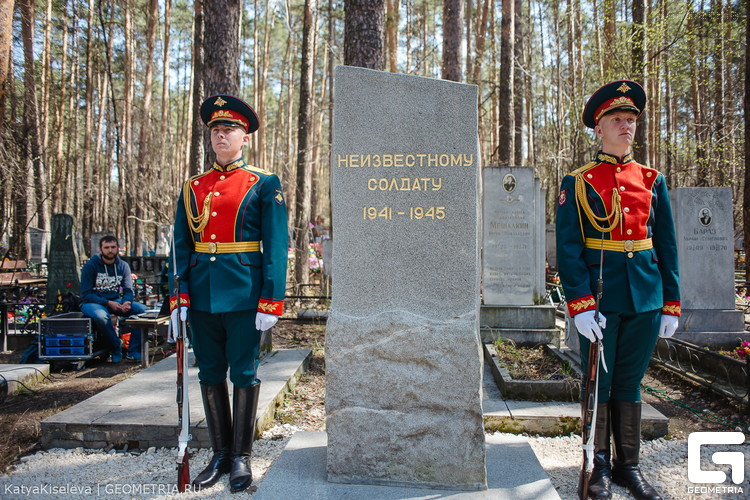 НЕИЗВЕСТНОМУ
СОЛДАТУ
1941 - 1945
KatyaKiseleva | GEOMETRIA.RU
GEOMETRIA